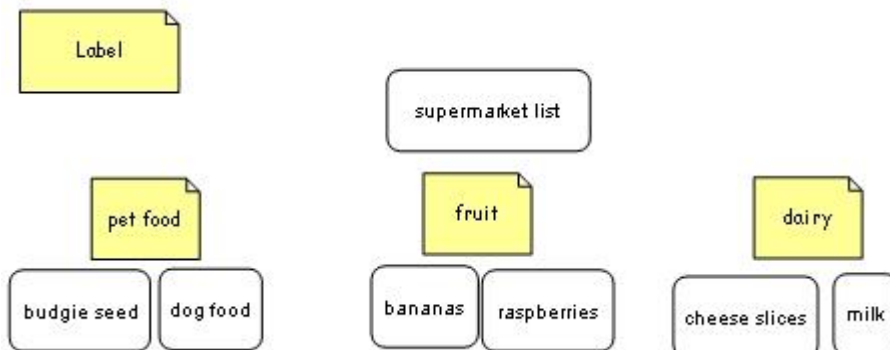 Label
supermarket list
pet food
fruit
dairy
budgie seed
dog food
bananas
raspberries
cheese slices
milk